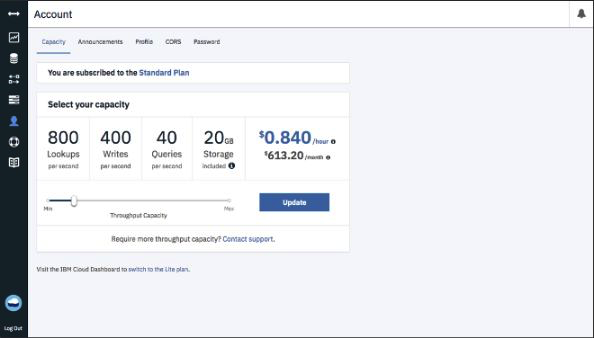 Account
Capacity Announcements Profile CORS Password
You are subscribed to the Standard Plan
Select your capacity
800 400 40 20GB $0.840/hour
Lookups Writes Queries Storage $613.20/month
per second per second per second included
Min Max
Throughput Capacity
Update
Require more throughput capacity? Contact support.
Visit the IBM Cloud Dashboard to switch to the Lite plan.
Log Out